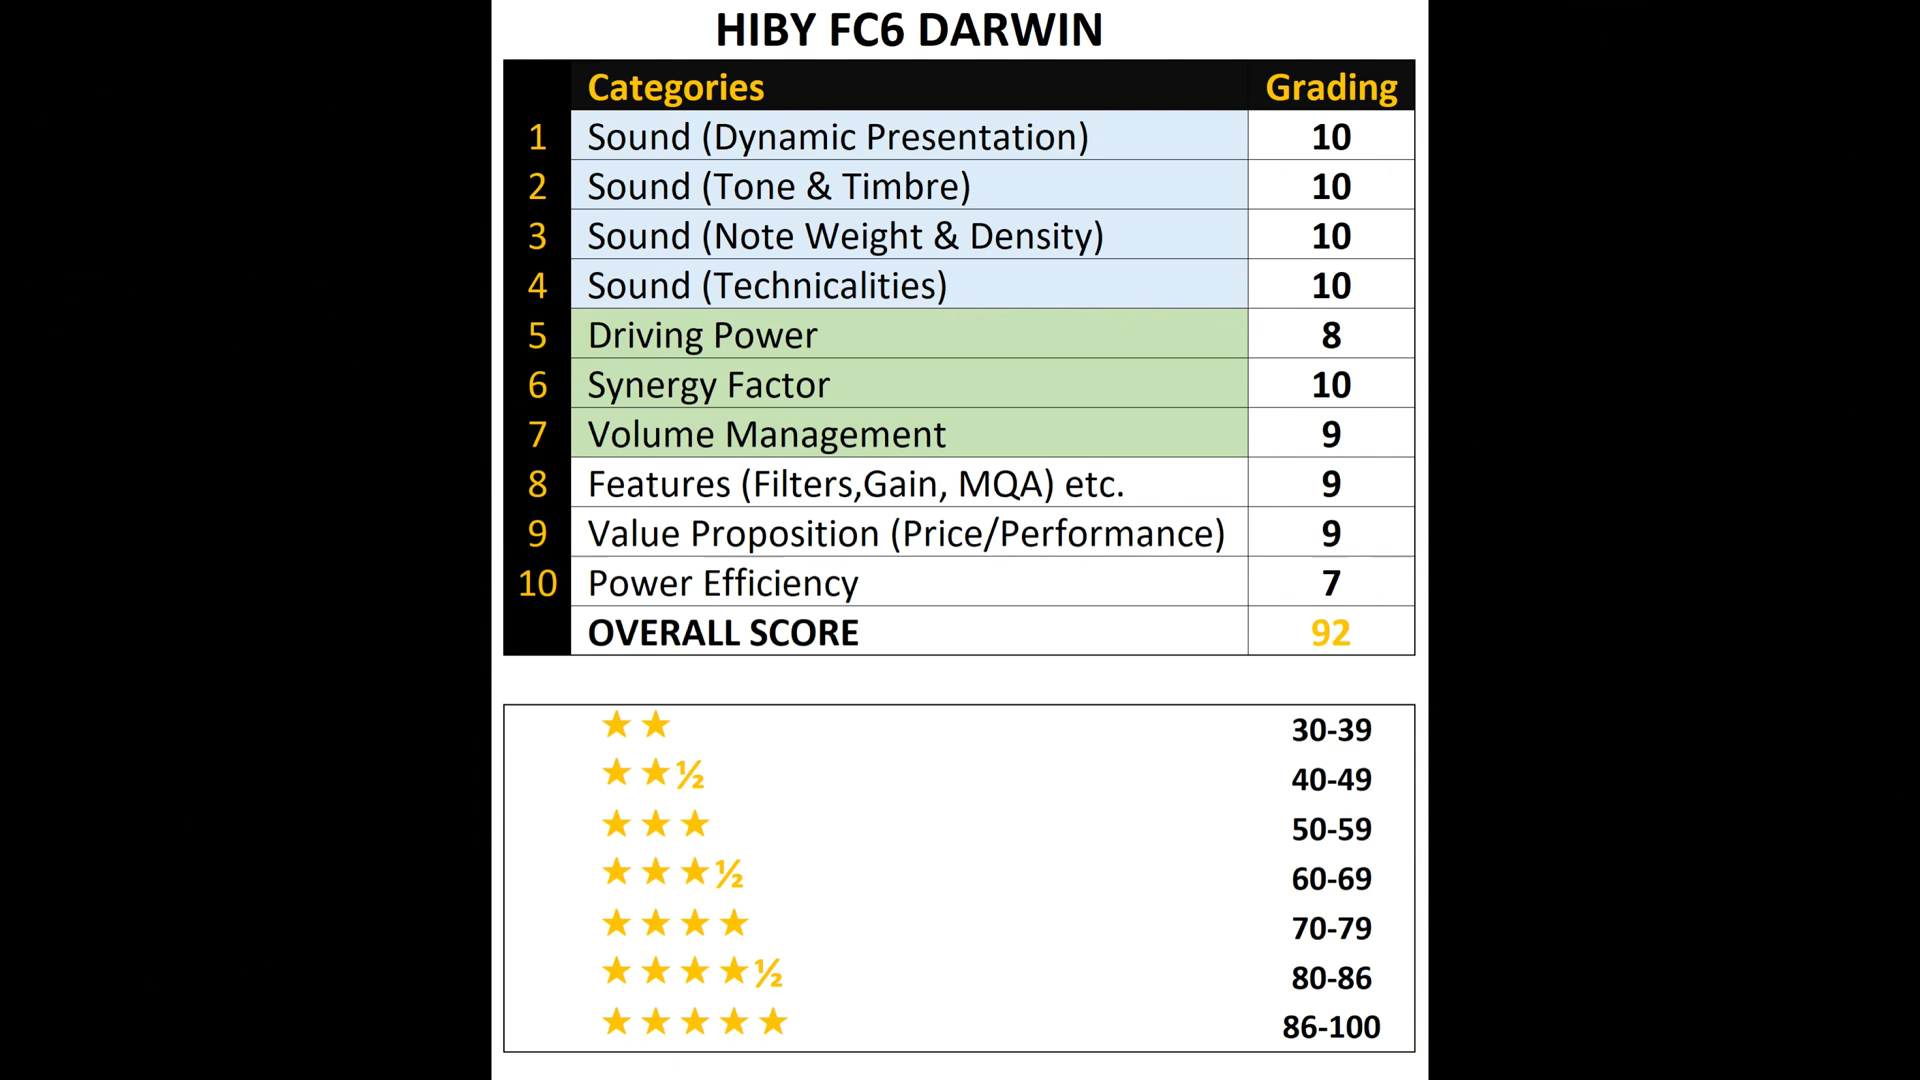 HIBY FC6 DARWIN
Categories Grading
1 Sound (Dynamic Presentation) 10
2 Sound (Tone & Timbre) 10
3 Sound (Note Weight & Density) 10
4 Sound (Technicalities) 10
5 Driving Power 8
6 Synergy Factor 10
7 Volume Management 9
8 Features (Filters,Gain, MQA) etc. 9
9 Value Proposition (Price/Performance) 9
10 Power Efficiency 7
OVERALL SCORE 92
★ ★ 30-39
★ ★ ½ 40-49
★ ★ ★ 50-59
★ ★ ★ ½ 60-69
★ ★ ★ ★ 70-79
★ ★ ★ ★ ½ 80-86
★ ★ ★ ★ ★ 86-100